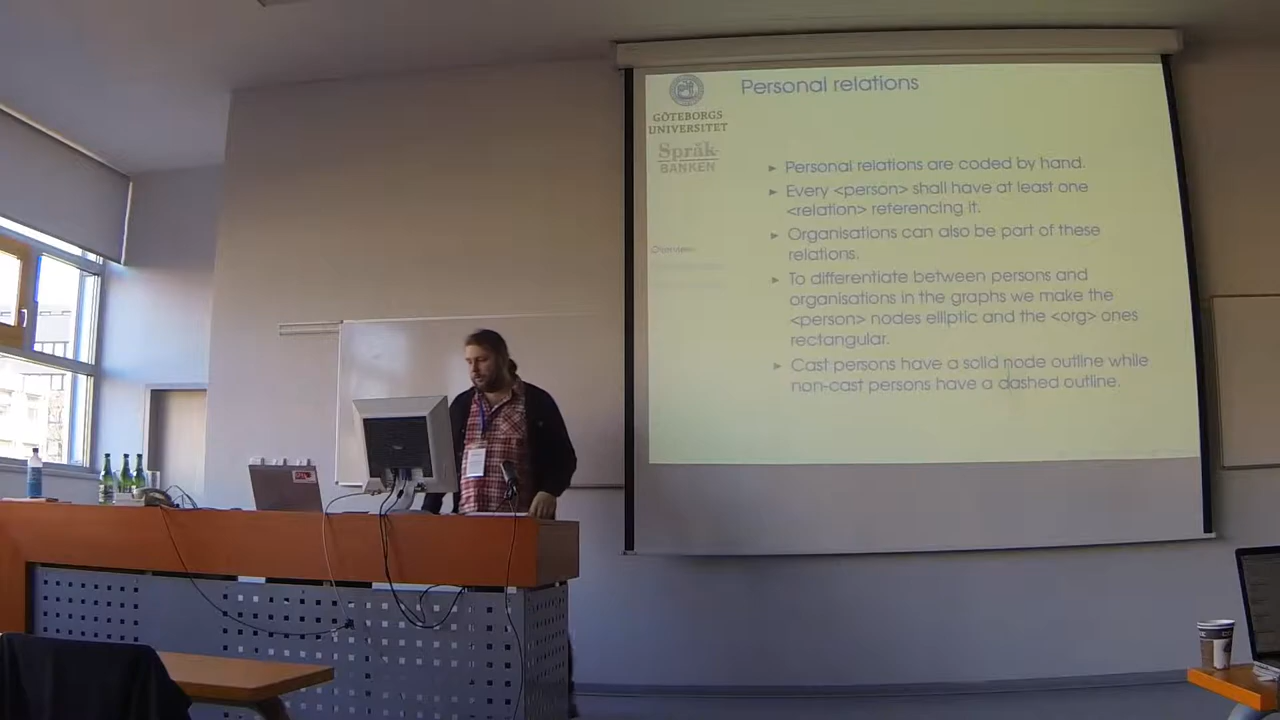 Personal relations
GÖTEBORGS
UNIVERSITET
Språk
BANKEN
Overview
► Personal relations are coded by hand.
► Every <person> shall have at least one
<relation> referencing it.
► Organisations can also be part of these
relations.
► To differentiate between persons and
organisations in the graphs we make the
<person> nodes elliptic and the <org> ones
rectangular.
► Cast persons have a solid node outline while
non-cast persons have a dashed outline.